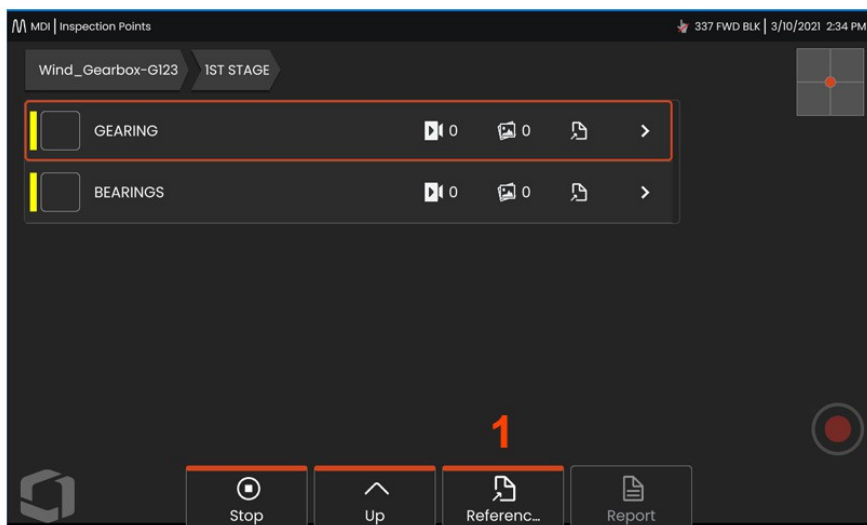 MDI | Inspection Points
337 FWD BLK | 3/10/2021 2:34 PM
Wind_Gearbox-G123
1ST STAGE
GEARING 0 0
BEARINGS 0 0
1
Stop
Up
Referenc...
Report